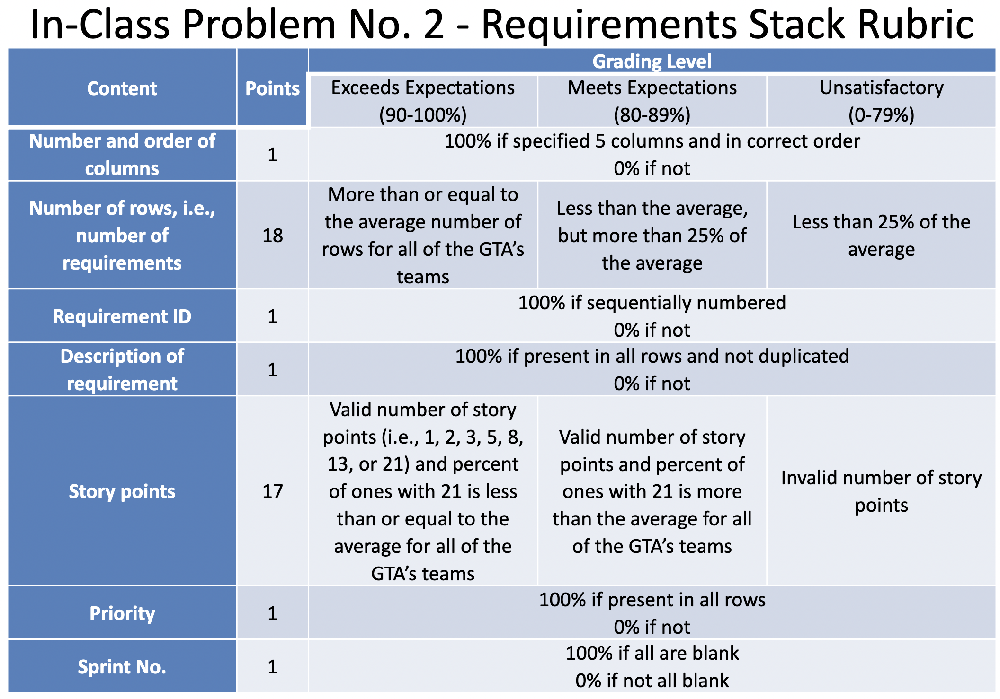 In-Class Problem No. 2 - Requirements Stack Rubric
Content
Points
Grading Level
Exceeds Expectations
(90-100%)
Meets Expectations
(80-89%)
Unsatisfactory
(0-79%)
Number and order of
columns
1
100% if specified 5 columns and in correct order
0% if not
Number of rows, i.e.,
number of
requirements
18
More than or equal to
the average number of
rows for all of the GTA’s
teams
Less than the average,
but more than 25% of
the average
Less than 25% of the
average
Requirement ID
1
100% if sequentially numbered
0% if not
Description of
requirement
1
100% if present in all rows and not duplicated
0% if not
Story points
17
Valid number of story
points (i.e., 1, 2, 3, 5, 8,
13, or 21) and percent
of ones with 21 is less
than or equal to the
average for all of the
GTA’s teams
Valid number of story
points and percent of
ones with 21 is more
than the average for all
of the GTA’s teams
Invalid number of story
points
Priority
1
100% if present in all rows
0% if not
Sprint No.
1
100% if all are blank
0% if not all blank